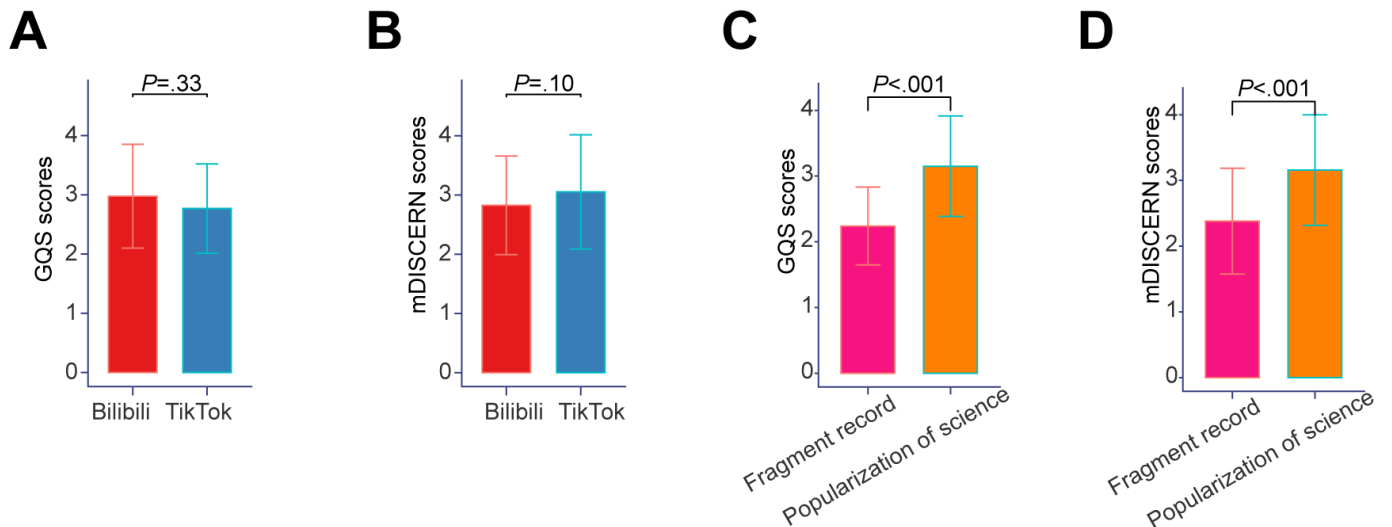 A
P=.33
GQS scores
4
3
2
1
0
Bilibili TikTok
B
P=.10
mDISCERN scores
4
3
2
1
0
Bilibili TikTok
C
P<.001
GQS scores
4
3
2
1
0
Fragment record
Popularization of science
D
P<.001
mDISCERN scores
4
3
2
1
0
Fragment record
Popularization of science